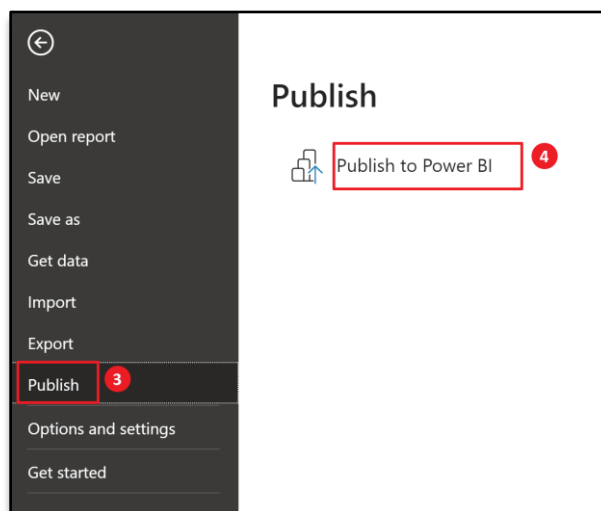 New
Open report
Save
Save as
Get data
Import
Export
Publish 3
Options and settings
Get started
Publish
Publish to Power BI 4